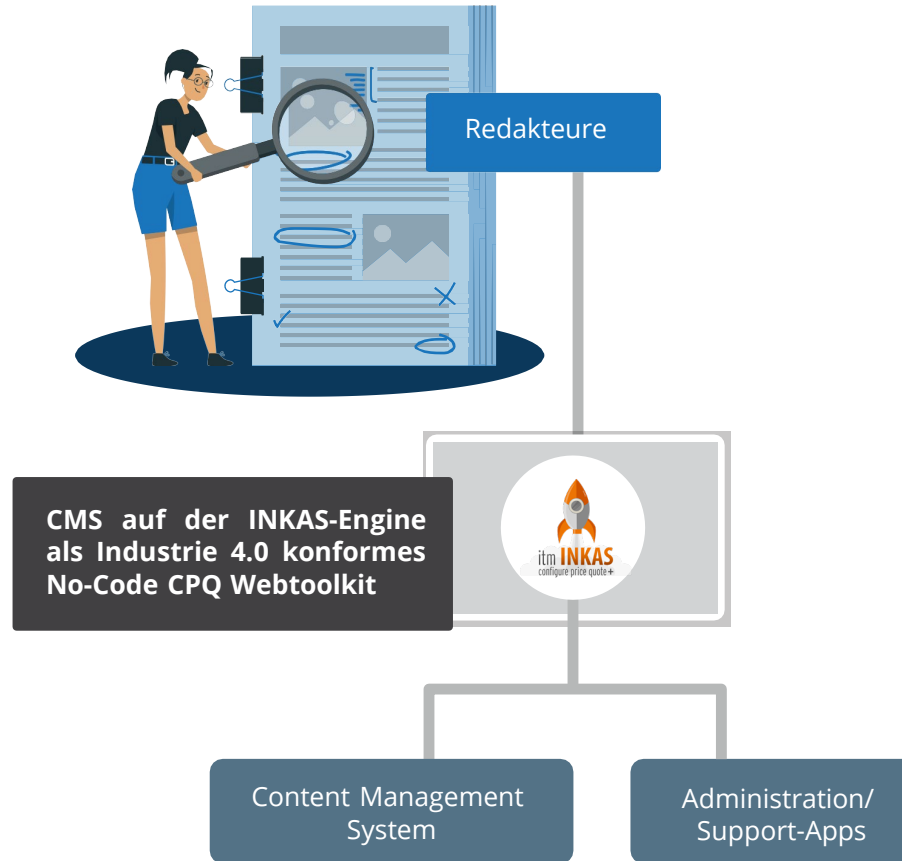 Redakteure
CMS auf der INKAS-Engine
als Industrie 4.0 konformes
No-Code CPQ Webtoolkit
itm INKAS
configure price quote+
Content Management
System
Administration/
Support-Apps